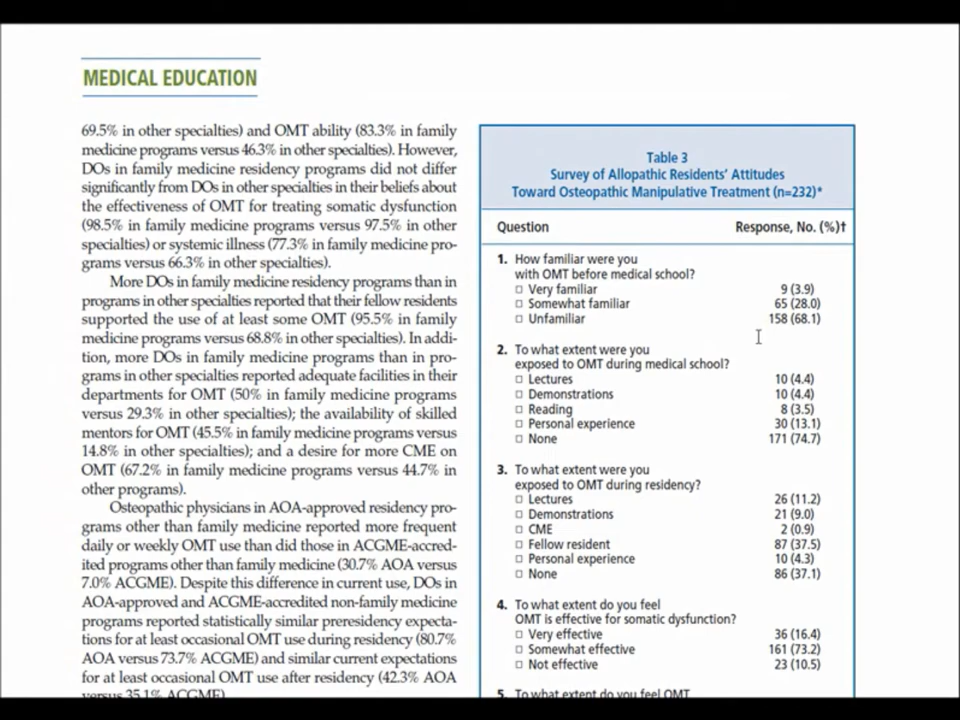 MEDICAL EDUCATION
69.5% in other specialties) and OMT ability (83.3% in family
medicine programs versus 46.3% in other specialties). However,
DOs in family medicine residency programs did not differ
significantly from DOs in other specialties in their beliefs about
the effectiveness of OMT for treating somatic dysfunction
(98.5% in family medicine programs versus 97.5% in other
specialties) or systemic illness (77.3% in family medicine pro-
grams versus 66.3% in other specialties).
More DOs in family medicine residency programs than in
programs in other specialties reported that their fellow residents
supported the use of at least some OMT (95.5% in family
medicine programs versus 68.8% in other specialties). In addi-
tion, more DOs in family medicine programs than in pro-
grams in other specialties reported adequate facilities in their
departments for OMT (50% in family medicine programs
versus 29.3% in other specialties); the availability of skilled
mentors for OMT (45.5% in family medicine programs versus
14.8% in other specialties); and a desire for more CME on
OMT (67.2% in family medicine programs versus 44.7% in
other programs).
Osteopathic physicians in AOA-approved residency pro-
grams other than family medicine reported more frequent
daily or weekly OMT use than did those in ACGME-accred-
ited programs other than family medicine (30.7% AOA versus
7.0% ACGME). Despite this difference in current use, DOs in
AOA-approved and ACGME-accredited non-family medicine
programs reported statistically similar preresidency expecta-
tions for at least occasional OMT use during residency (80.7%
AOA versus 73.7% ACGME) and similar current expectations
for at least occasional OMT use after residency (42.3% AOA
versus 35.1% ACGME).
Table 3
Survey of Allopathic Residents' Attitudes
Toward Osteopathic Manipulative Treatment (n=232)*
Question Response, No. (%)†
1. How familiar were you
with OMT before medical school?
□ Very familiar 9 (3.9)
□ Somewhat familiar 65 (28.0)
□ Unfamiliar 158 (68.1)
2. To what extent were you
exposed to OMT during medical school?
□ Lectures 10 (4.4)
□ Demonstrations 10 (4.4)
□ Reading 8 (3.5)
□ Personal experience 30 (13.1)
□ None 171 (74.7)
3. To what extent were you
exposed to OMT during residency?
□ Lectures 26 (11.2)
□ Demonstrations 21 (9.0)
□ CME 2 (0.9)
□ Fellow resident 87 (37.5)
□ Personal experience 10 (4.3)
□ None 86 (37.1)
4. To what extent do you feel
OMT is effective for somatic dysfunction?
□ Very effective 36 (16.4)
□ Somewhat effective 161 (73.2)
□ Not effective 23 (10.5)
5. To what extent do you feel OMT